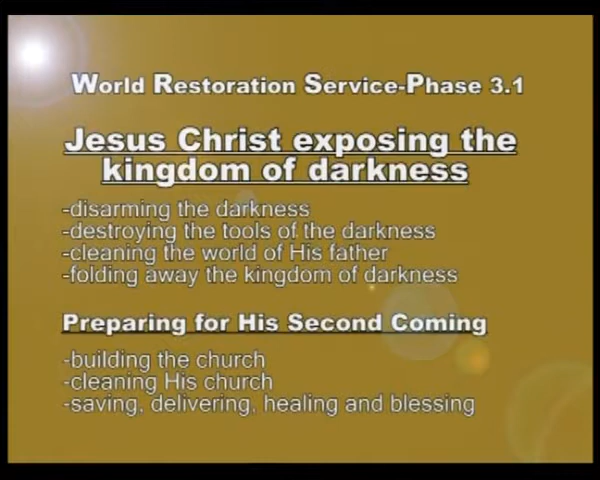 World Restoration Service-Phase 3.1
Jesus Christ exposing the
kingdom of darkness
-disarming the darkness
-destroying the tools of the darkness
-cleaning the world of His father
-folding away the kingdom of darkness
Preparing for His Second Coming
-building the church
-cleaning His church
-saving, delivering, healing and blessing